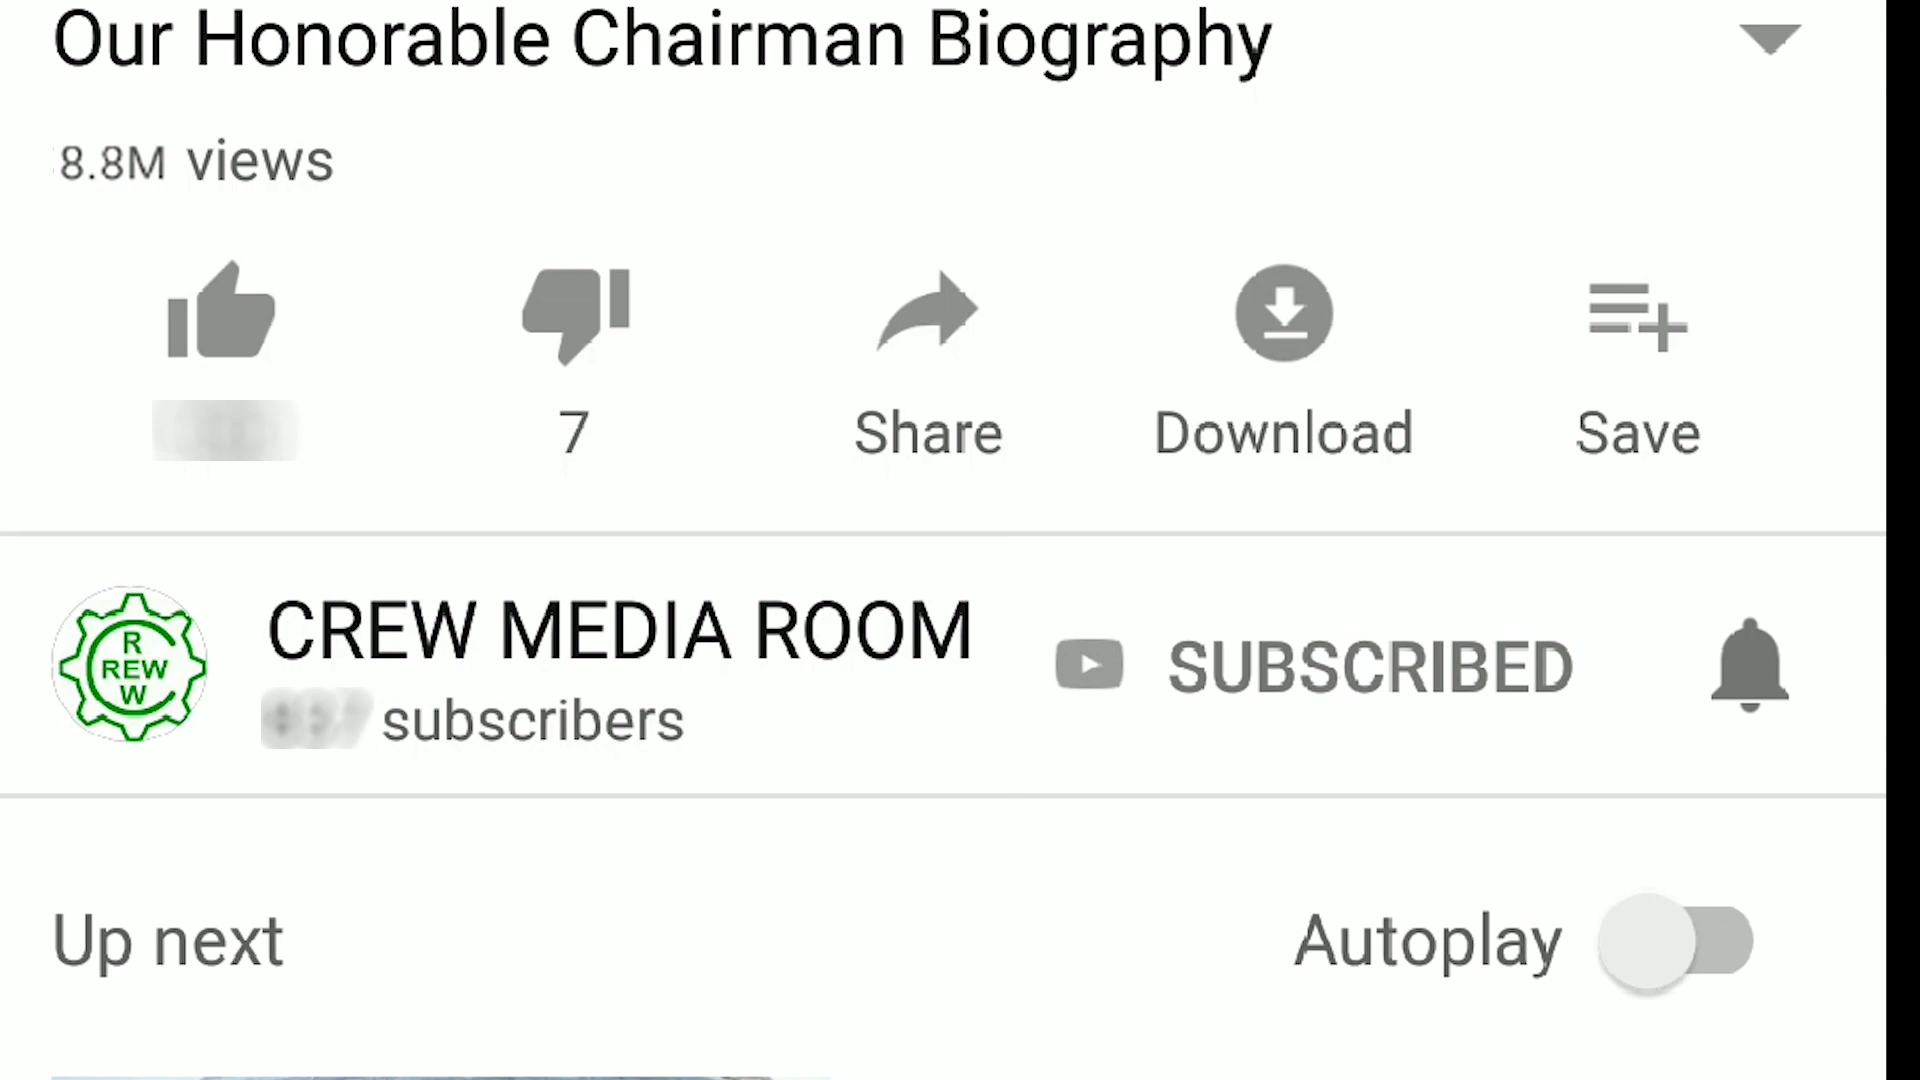 Our Honorable Chairman Biography
8.8M views
7
Share
Download
Save
R
REW
W
CREW MEDIA ROOM
SUBSCRIBED
subscribers
Up next
Autoplay